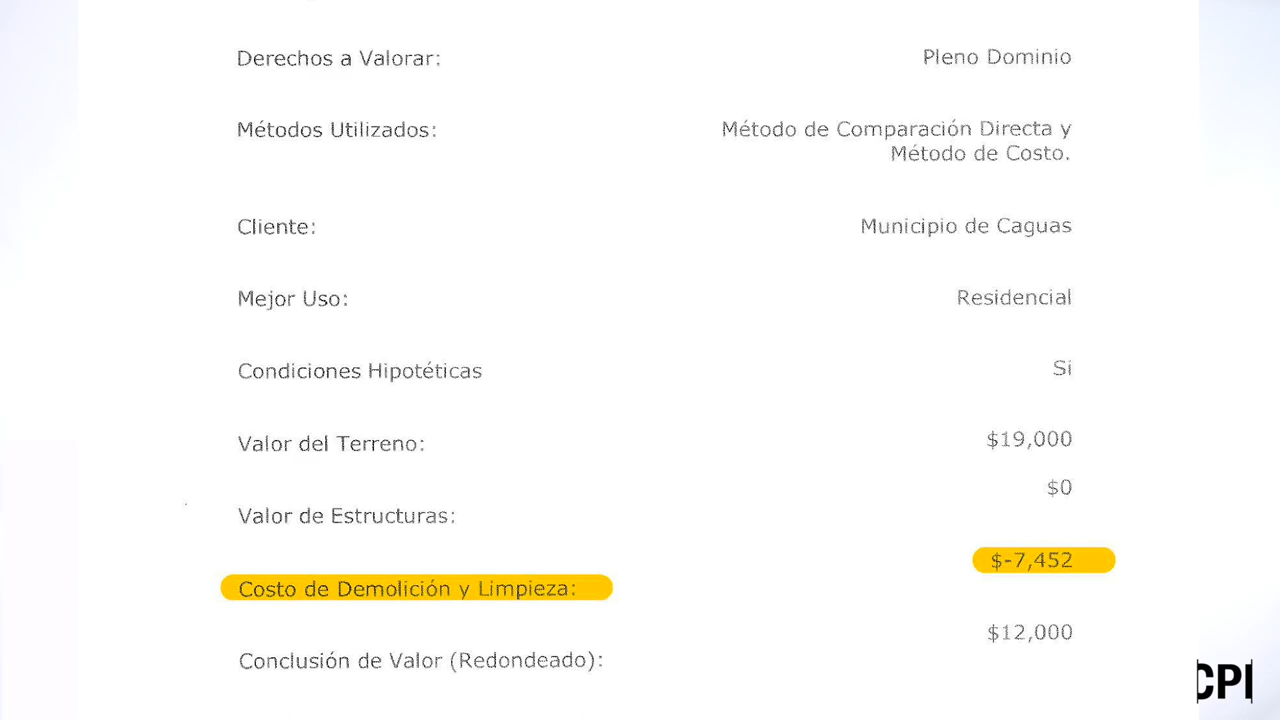 Derechos a Valorar: Pleno Dominio
Métodos Utilizados: Método de Comparación Directa y
Método de Costo.
Cliente: Municipio de Caguas
Mejor Uso: Residencial
Condiciones Hipotéticas Si
Valor del Terreno: $19,000
$0
Valor de Estructuras:
$-7,452
Costo de Demolición y Limpieza:
$12,000
Conclusión de Valor (Redondeado):
CPI